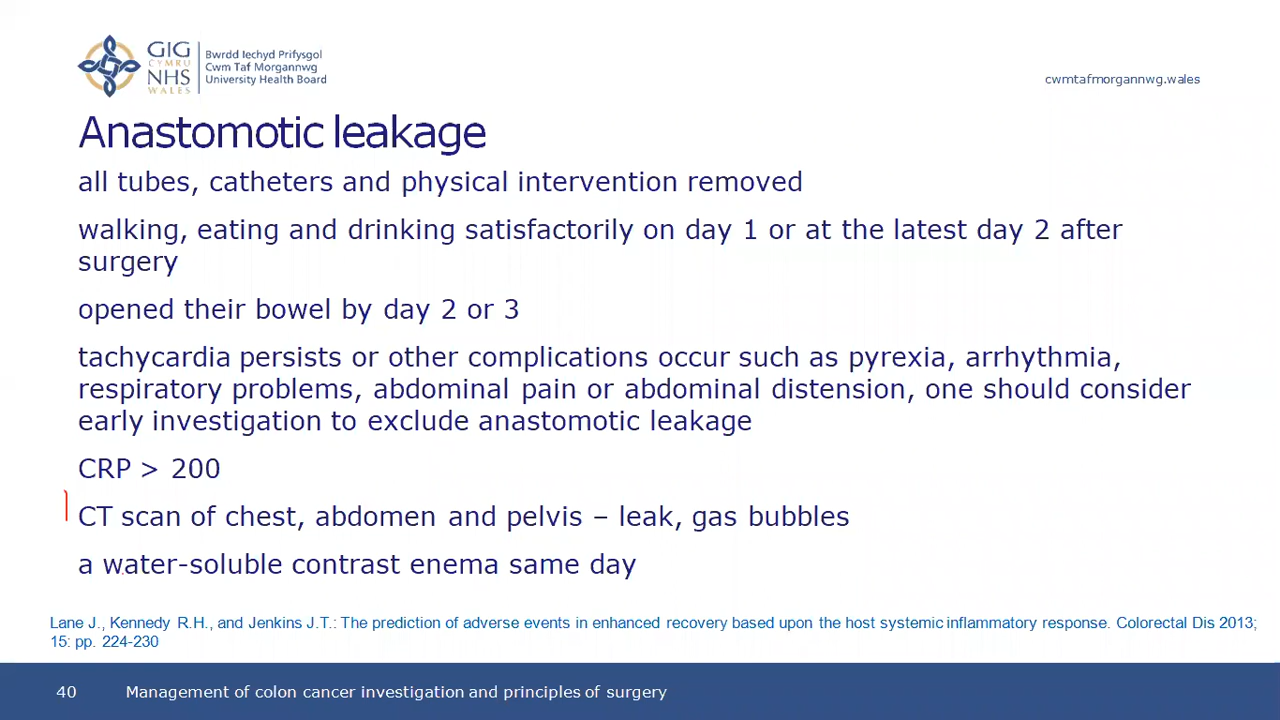 GIG
CYMRU
NHS
WALES
Bwrdd Iechyd Prifysgol
Cwm Taf Morgannwg
University Health Board
cwmtafmorgannwg.wales
Anastomotic leakage
all tubes, catheters and physical intervention removed
walking, eating and drinking satisfactorily on day 1 or at the latest day 2 after
surgery
opened their bowel by day 2 or 3
tachycardia persists or other complications occur such as pyrexia, arrhythmia,
respiratory problems, abdominal pain or abdominal distension, one should consider
early investigation to exclude anastomotic leakage
CRP > 200
CT scan of chest, abdomen and pelvis – leak, gas bubbles
a water-soluble contrast enema same day
Lane J., Kennedy R.H., and Jenkins J.T.: The prediction of adverse events in enhanced recovery based upon the host systemic inflammatory response. Colorectal Dis 2013;
15: pp. 224-230
40 Management of colon cancer investigation and principles of surgery